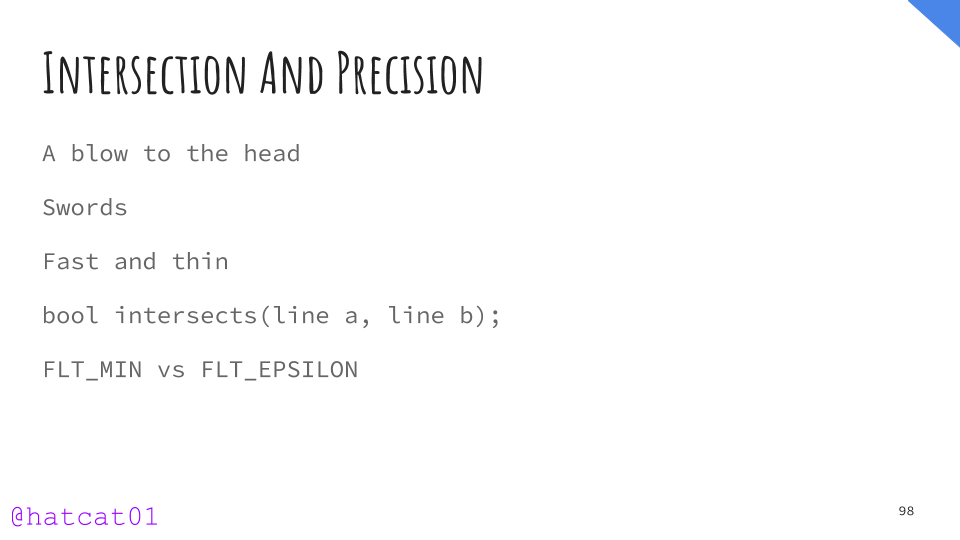 Intersection And Precision
A blow to the head
Swords
Fast and thin
bool intersects(line a, line b);
FLT_MIN vs FLT_EPSILON
@hatcat01
98